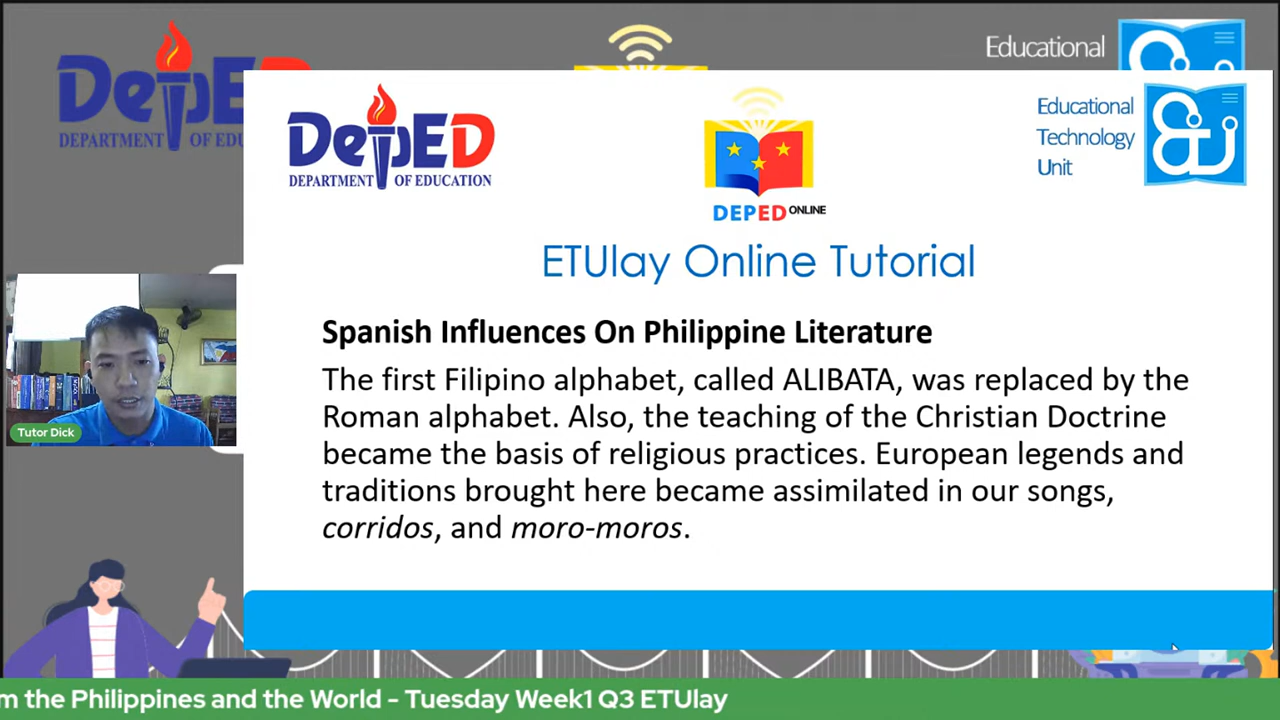 DepED
DEPARTMENT OF EDU
Educational
DepED
DEPARTMENT OF EDUCATION
DEPED ONLINE
Educational
Technology
Unit
ETUlay Online Tutorial
Spanish Influences On Philippine Literature
The first Filipino alphabet, called ALIBATA, was replaced by the
Roman alphabet. Also, the teaching of the Christian Doctrine
became the basis of religious practices. European legends and
traditions brought here became assimilated in our songs,
corridos, and moro-moros.
Tutor Dick
m the Philippines and the World - Tuesday Week1 Q3 ETUlay